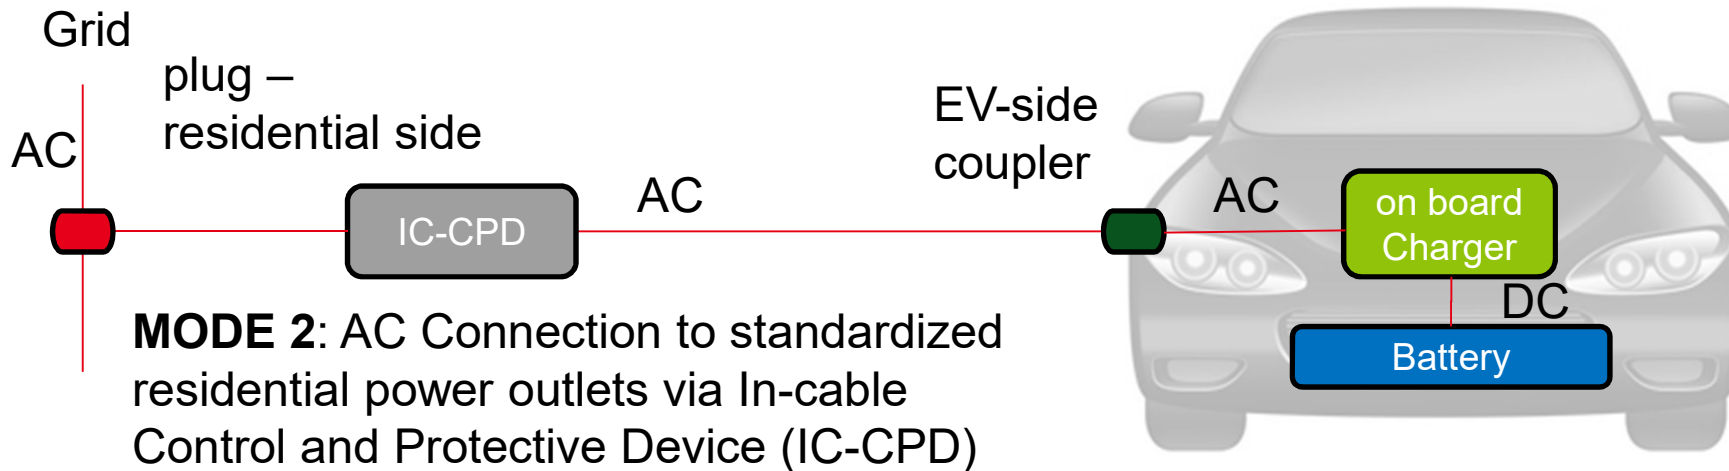 Grid
plug –
residential side
AC
IC-CPD
AC
EV-side
coupler
AC
on board
Charger
DC
Battery
MODE 2: AC Connection to standardized
residential power outlets via In-cable
Control and Protective Device (IC-CPD)